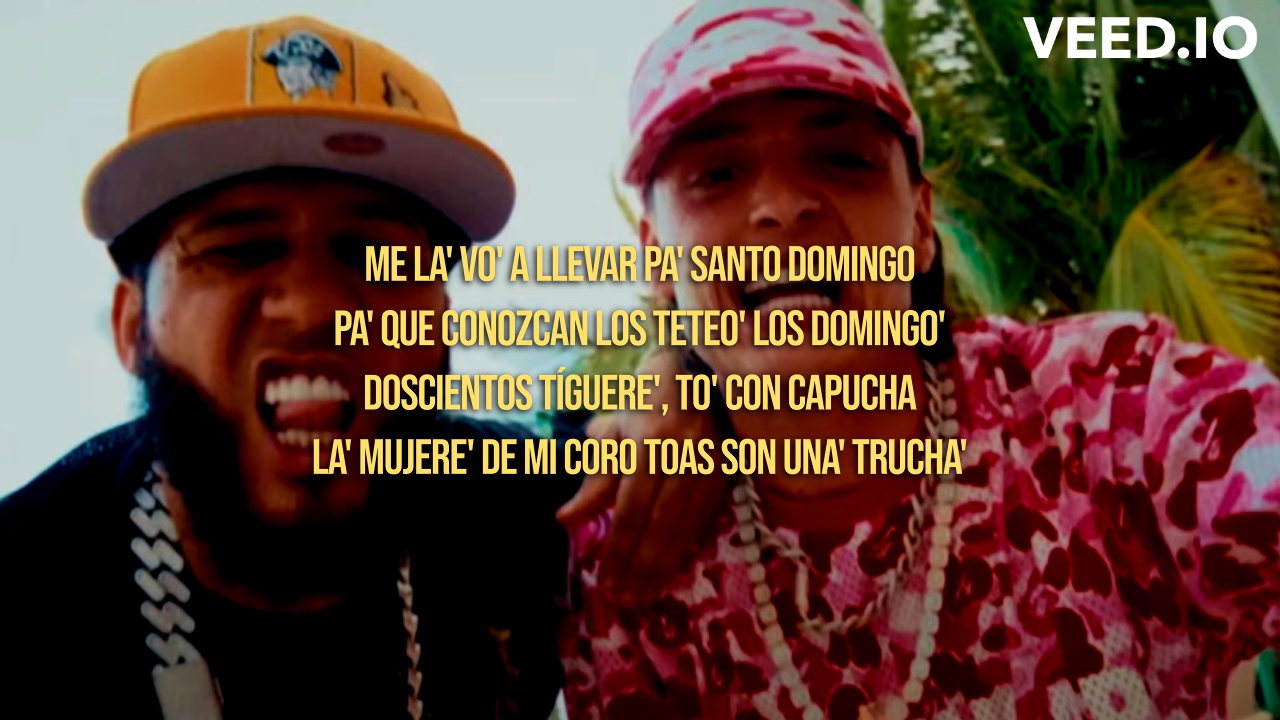 VEED.IO
ME LA' VO' A LLEVAR PA' SANTO DOMINGO
PA' QUE CONOZCAN LOS TETEO' LOS DOMINGO'
DOSCIENTOS TÍGUERE', TO' CON CAPUCHA
LA' MUJERE' DE MI CORO TOAS SON UNA' TRUCHA'